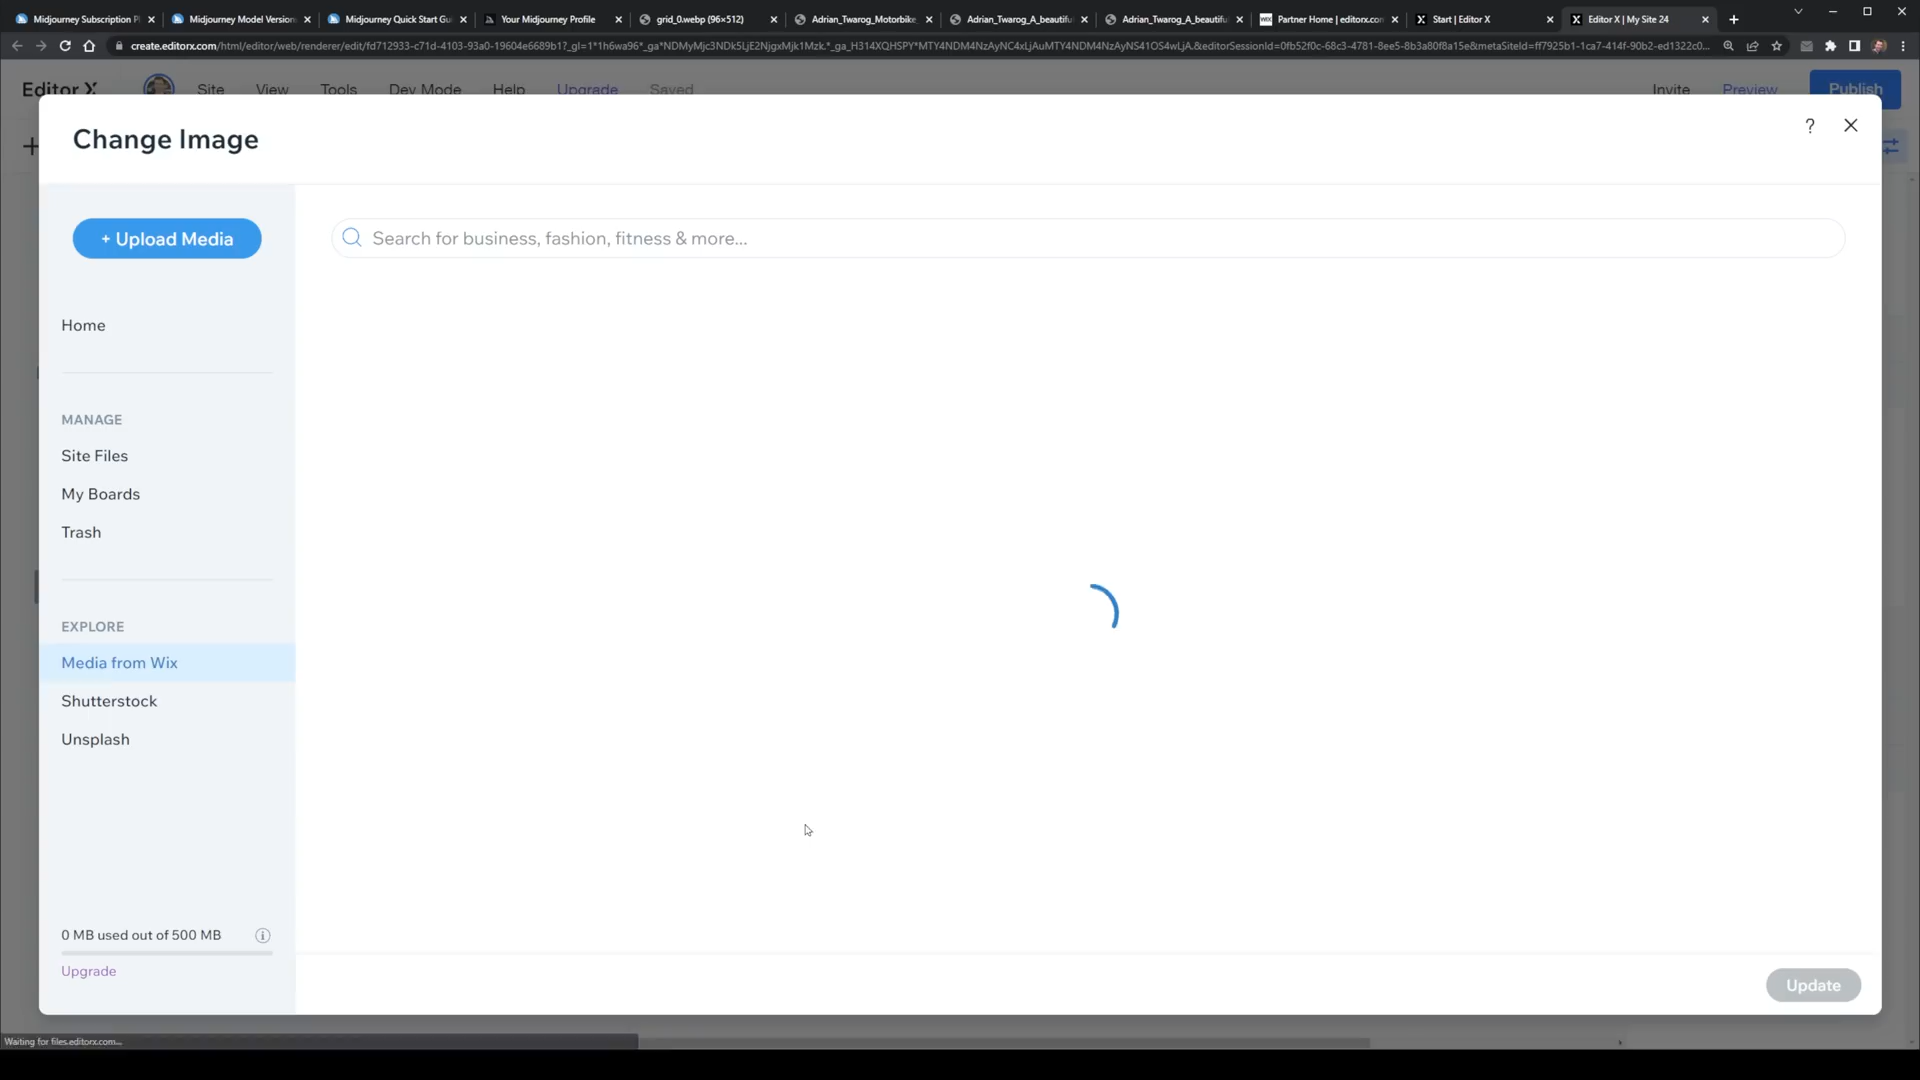 Midjourney Subscription Pl
Midjourney Model Version
Midjourney Quick Start Gu
Your Midjourney Profile
grid_0.webp (96×512)
Adrian_Twarog_Motorbike_
Adrian_Twarog_A_beautifu
Adrian_Twarog_A_beautifu
Partner Home | editorx.com
Start | Editor X
Editor X | My Site 24
Editor X
Site
View
Tools
Dev Mode
Help
Upgrade
Saved
Invite
Preview
Publish
Change Image
?
+ Upload Media
Search for business, fashion, fitness & more...
Home
MANAGE
Site Files
My Boards
Trash
EXPLORE
Media from Wix
Shutterstock
Unsplash
0 MB used out of 500 MB
Upgrade
Update
Waiting for files.editorx.com...